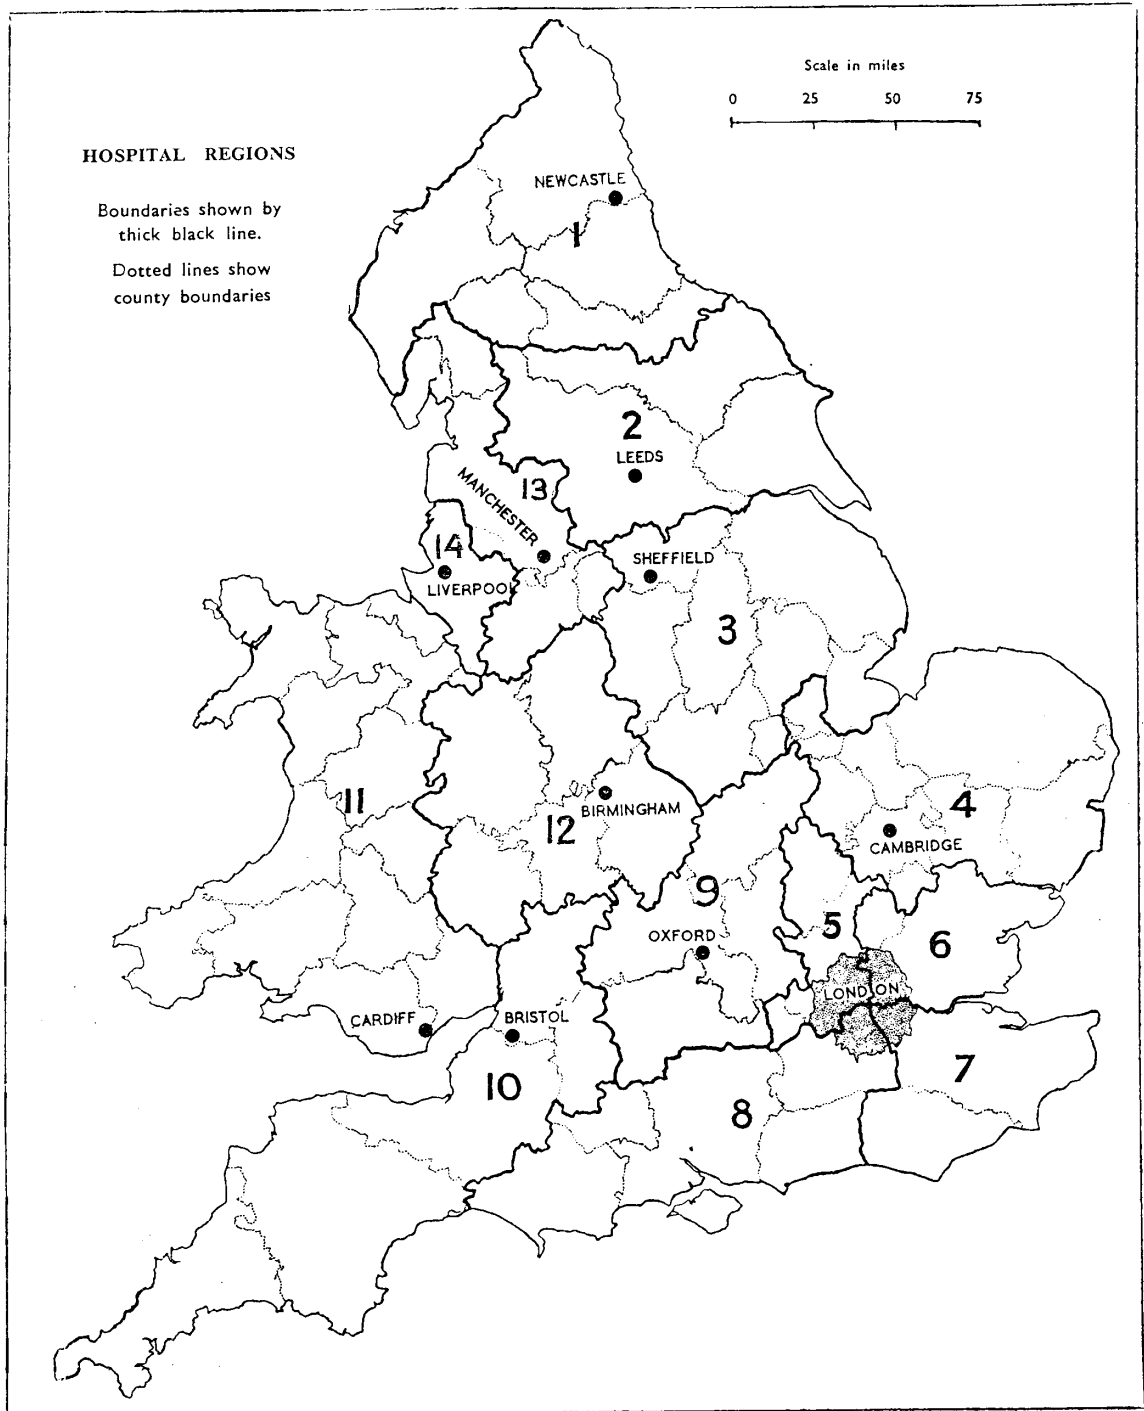 Scale in miles
0 25 50 75
HOSPITAL REGIONS
Boundaries shown by
thick black line.
Dotted lines show
county boundaries
NEWCASTLE
1
2
LEEDS
MANCHESTER
13
14
LIVERPOOL
SHEFFIELD
3
11
12
BIRMINGHAM
4
CAMBRIDGE
9
OXFORD
5
6
LONDON
CARDIFF
BRISTOL
10
7
8